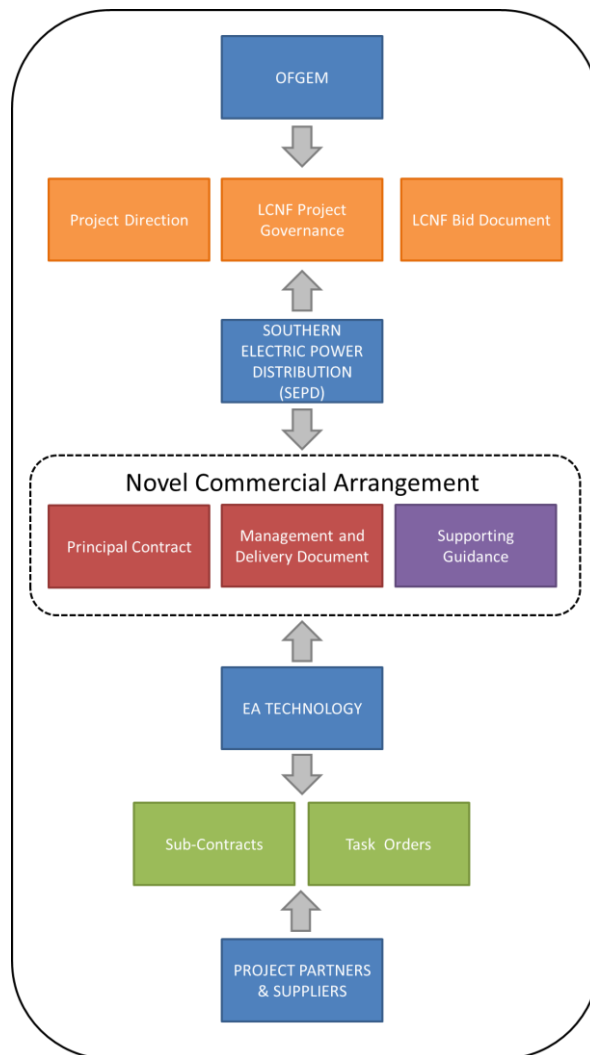 OFGEM
Project Direction
LCNF Project
Governance
LCNF Bid Document
SOUTHERN
ELECTRIC POWER
DISTRIBUTION
(SEPD)
Novel Commercial Arrangement
Principal Contract
Management and
Delivery Document
Supporting
Guidance
EA TECHNOLOGY
Sub-Contracts
Task Orders
PROJECT PARTNERS
& SUPPLIERS